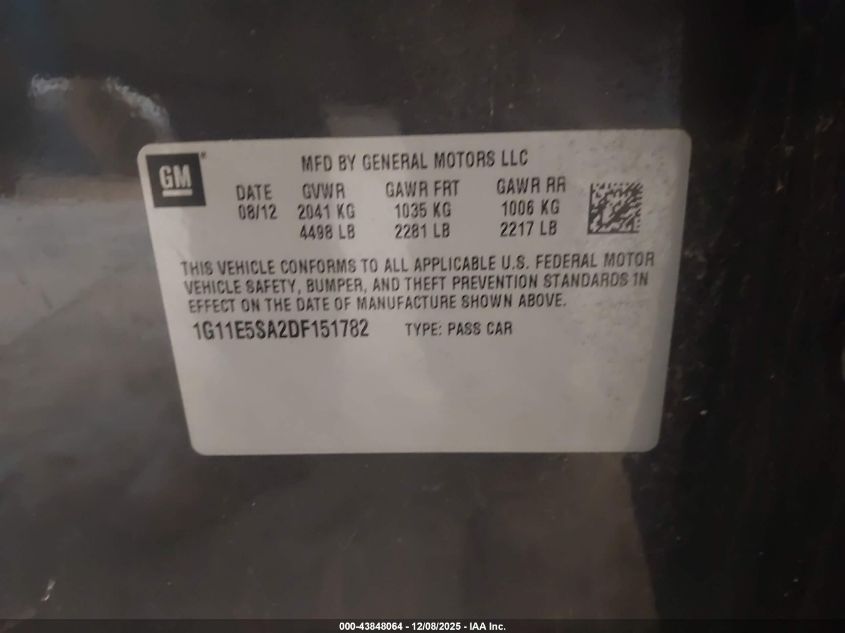 GM
MFD BY GENERAL MOTORS LLC
DATE GVWR GAWR FRT GAWR RR
08/12 2041 KG 1035 KG 1006 KG
4498 LB 2281 LB 2217 LB
THIS VEHICLE CONFORMS TO ALL APPLICABLE U.S. FEDERAL MOTOR
VEHICLE SAFETY, BUMPER, AND THEFT PREVENTION STANDARDS IN
EFFECT ON THE DATE OF MANUFACTURE SHOWN ABOVE.
1G11E5SA2DF151782 TYPE: PASS CAR
000-43848064 - 12/08/2025 - IAA Inc.